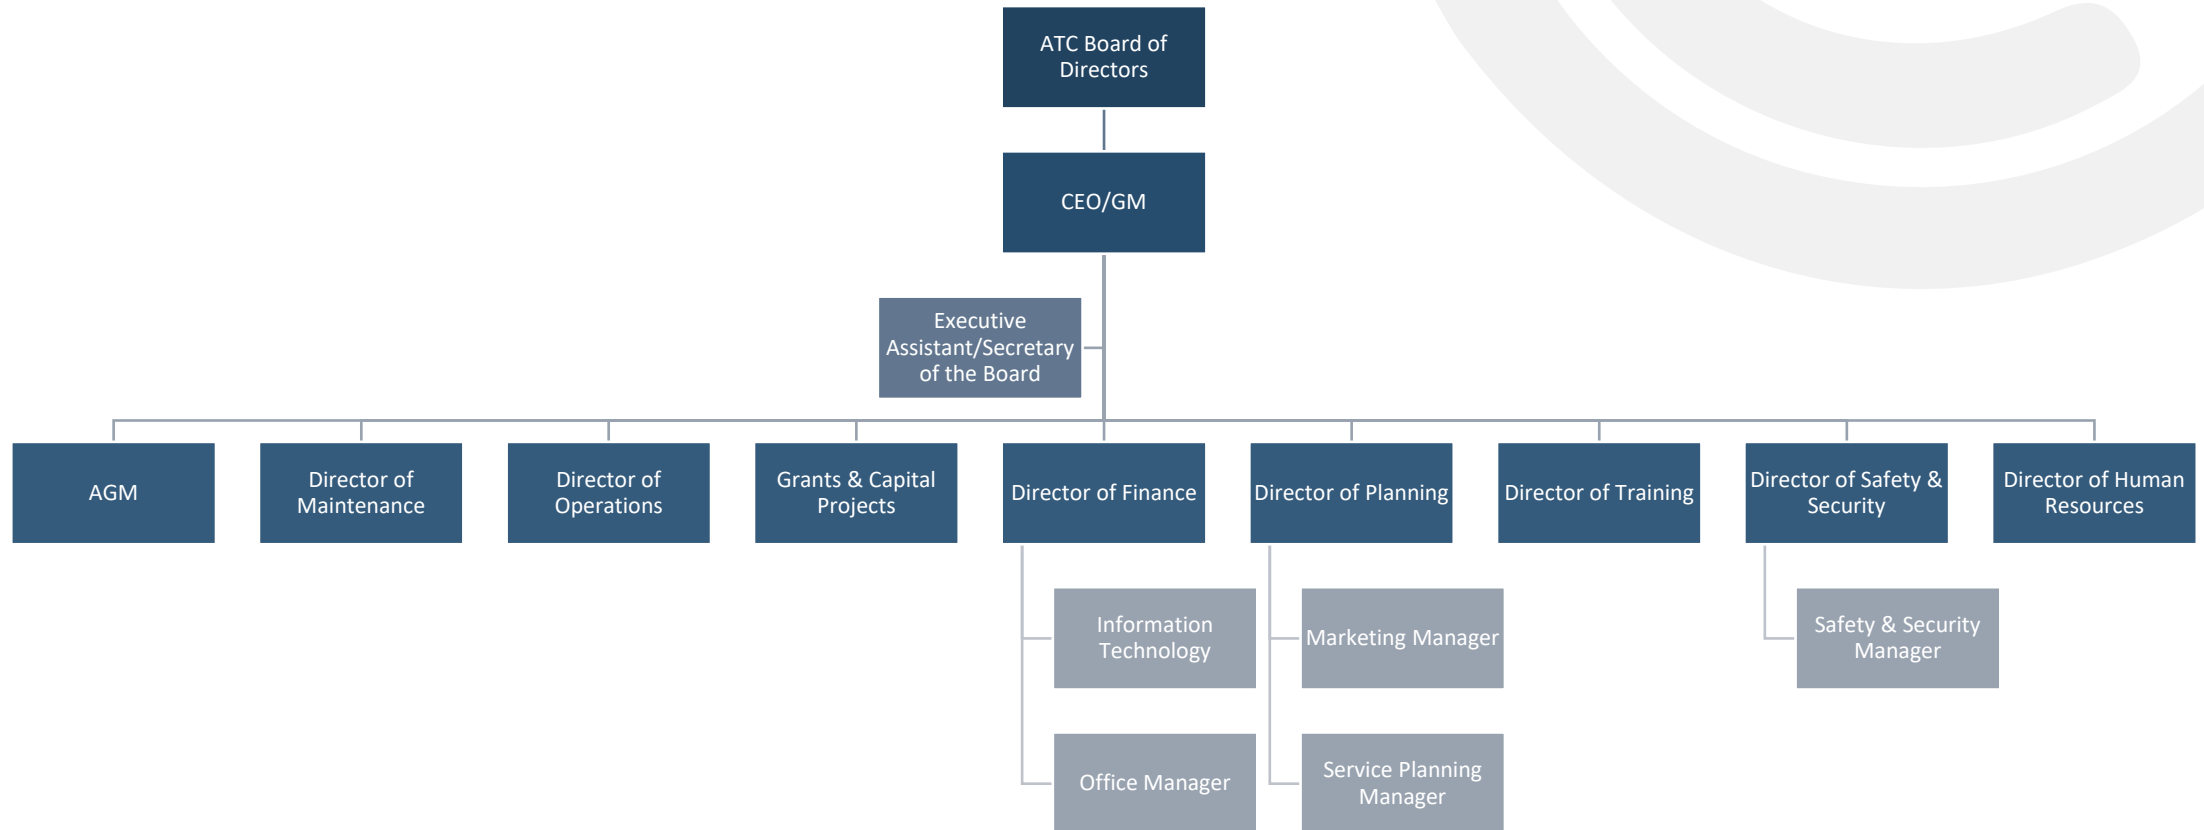 ATC Board of
Directors
CEO/GM
Executive
Assistant/Secretary
of the Board
AGM
Director of
Maintenance
Director of
Operations
Grants & Capital
Projects
Director of Finance
Director of Planning
Director of Training
Director of Safety &
Security
Director of Human
Resources
Information
Technology
Marketing Manager
Safety & Security
Manager
Office Manager
Service Planning
Manager